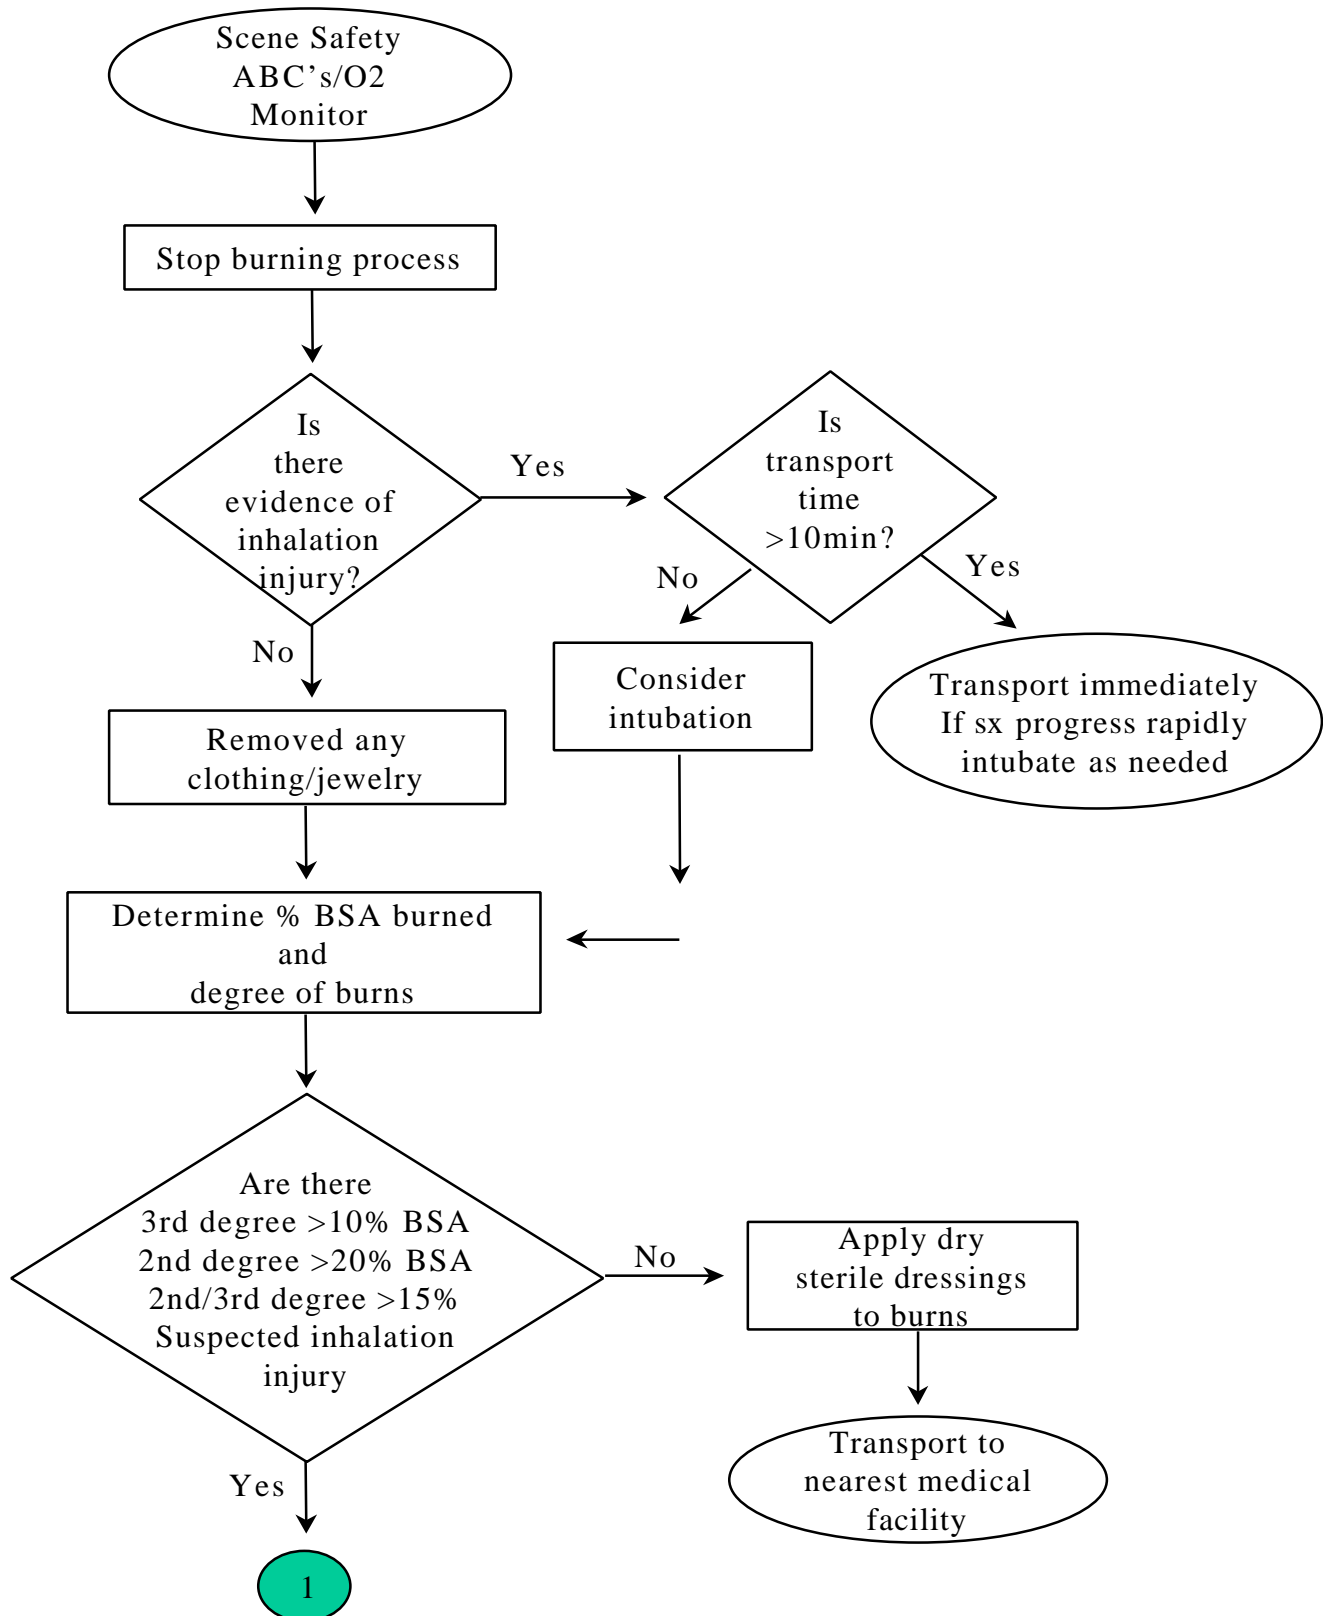 Scene Safety
ABC's/O2
Monitor
Stop burning process
Is
there
evidence of
inhalation
injury?
Yes
Is
transport
time
>10min?
No
Yes
No
Consider
intubation
Transport immediately
If sx progress rapidly
intubate as needed
Removed any
clothing/jewelry
Determine % BSA burned
and
degree of burns
Are there
3rd degree >10% BSA
2nd degree >20% BSA
2nd/3rd degree >15%
Suspected inhalation
injury
No
Apply dry
sterile dressings
to burns
Transport to
nearest medical
facility
Yes
1